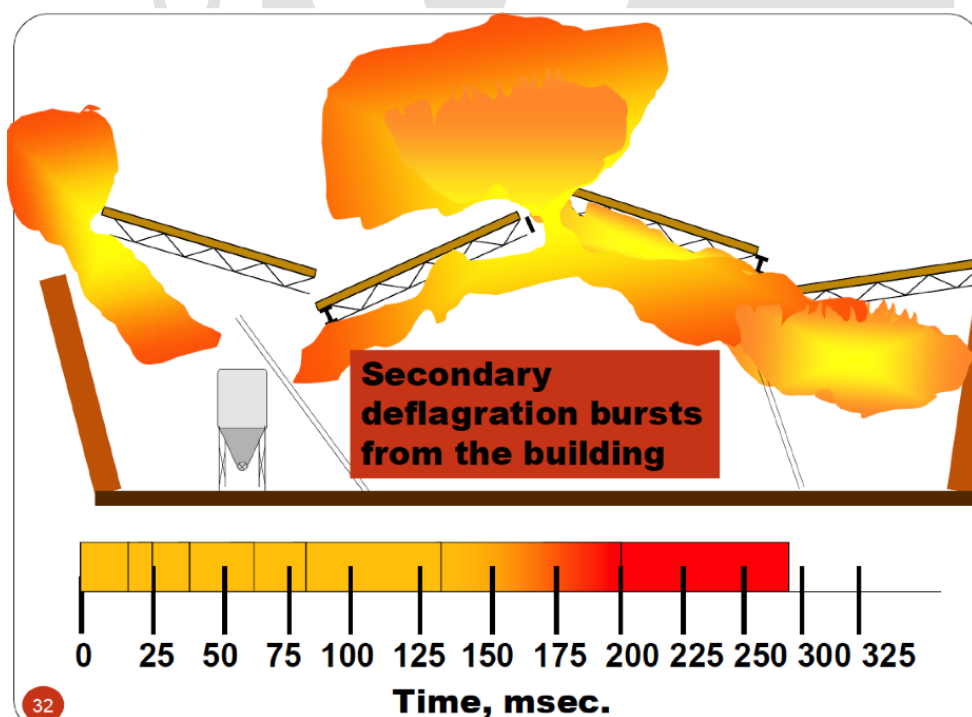 Secondary
deflagration bursts
from the building
0 25 50 75 100 125 150 175 200 225 250 300 325
Time, msec.
32